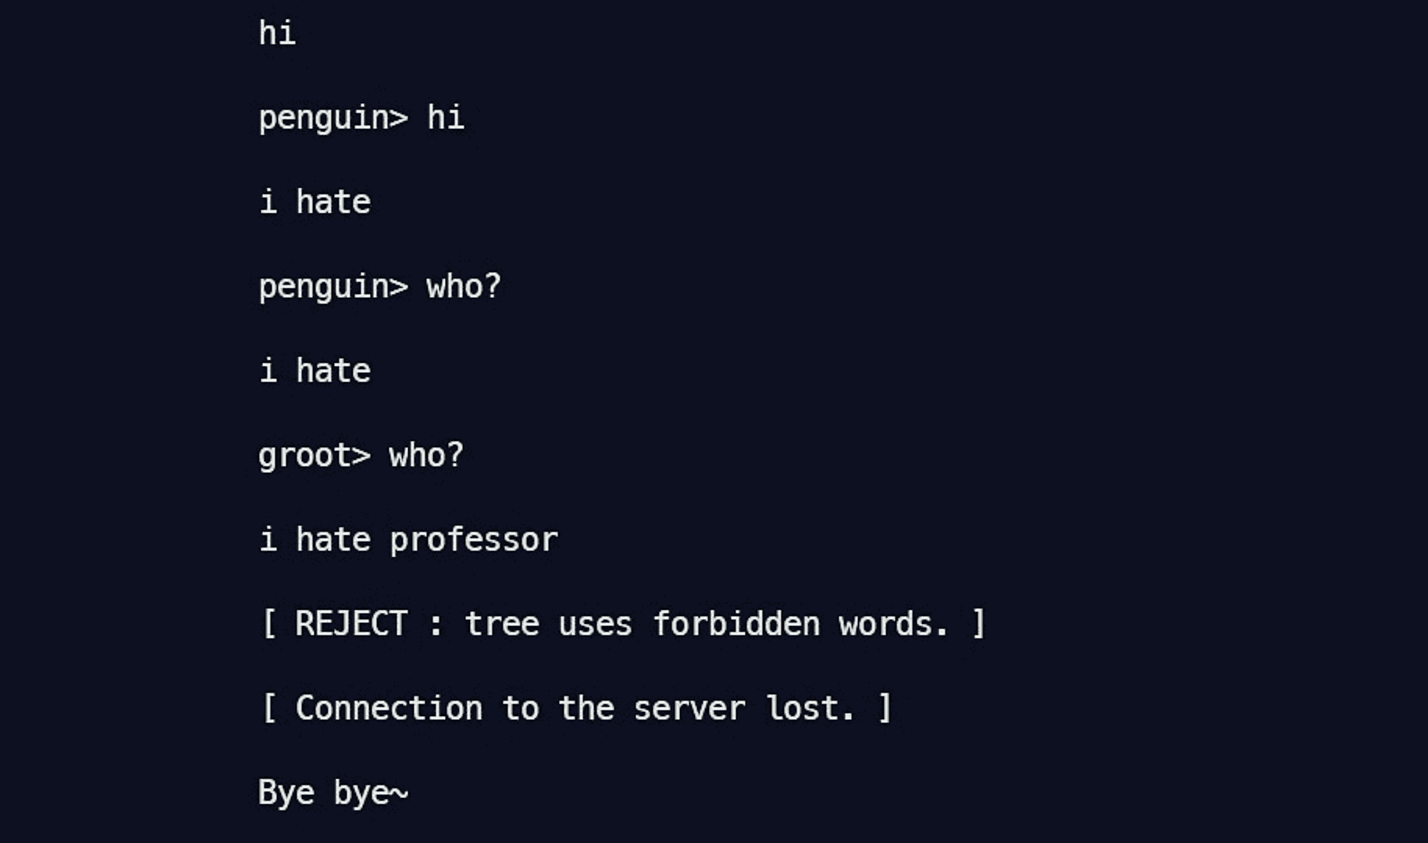 hi
penguin> hi
i hate
penguin> who?
i hate
groot> who?
i hate professor
[ REJECT : tree uses forbidden words. ]
[ Connection to the server lost. ]
Bye bye~